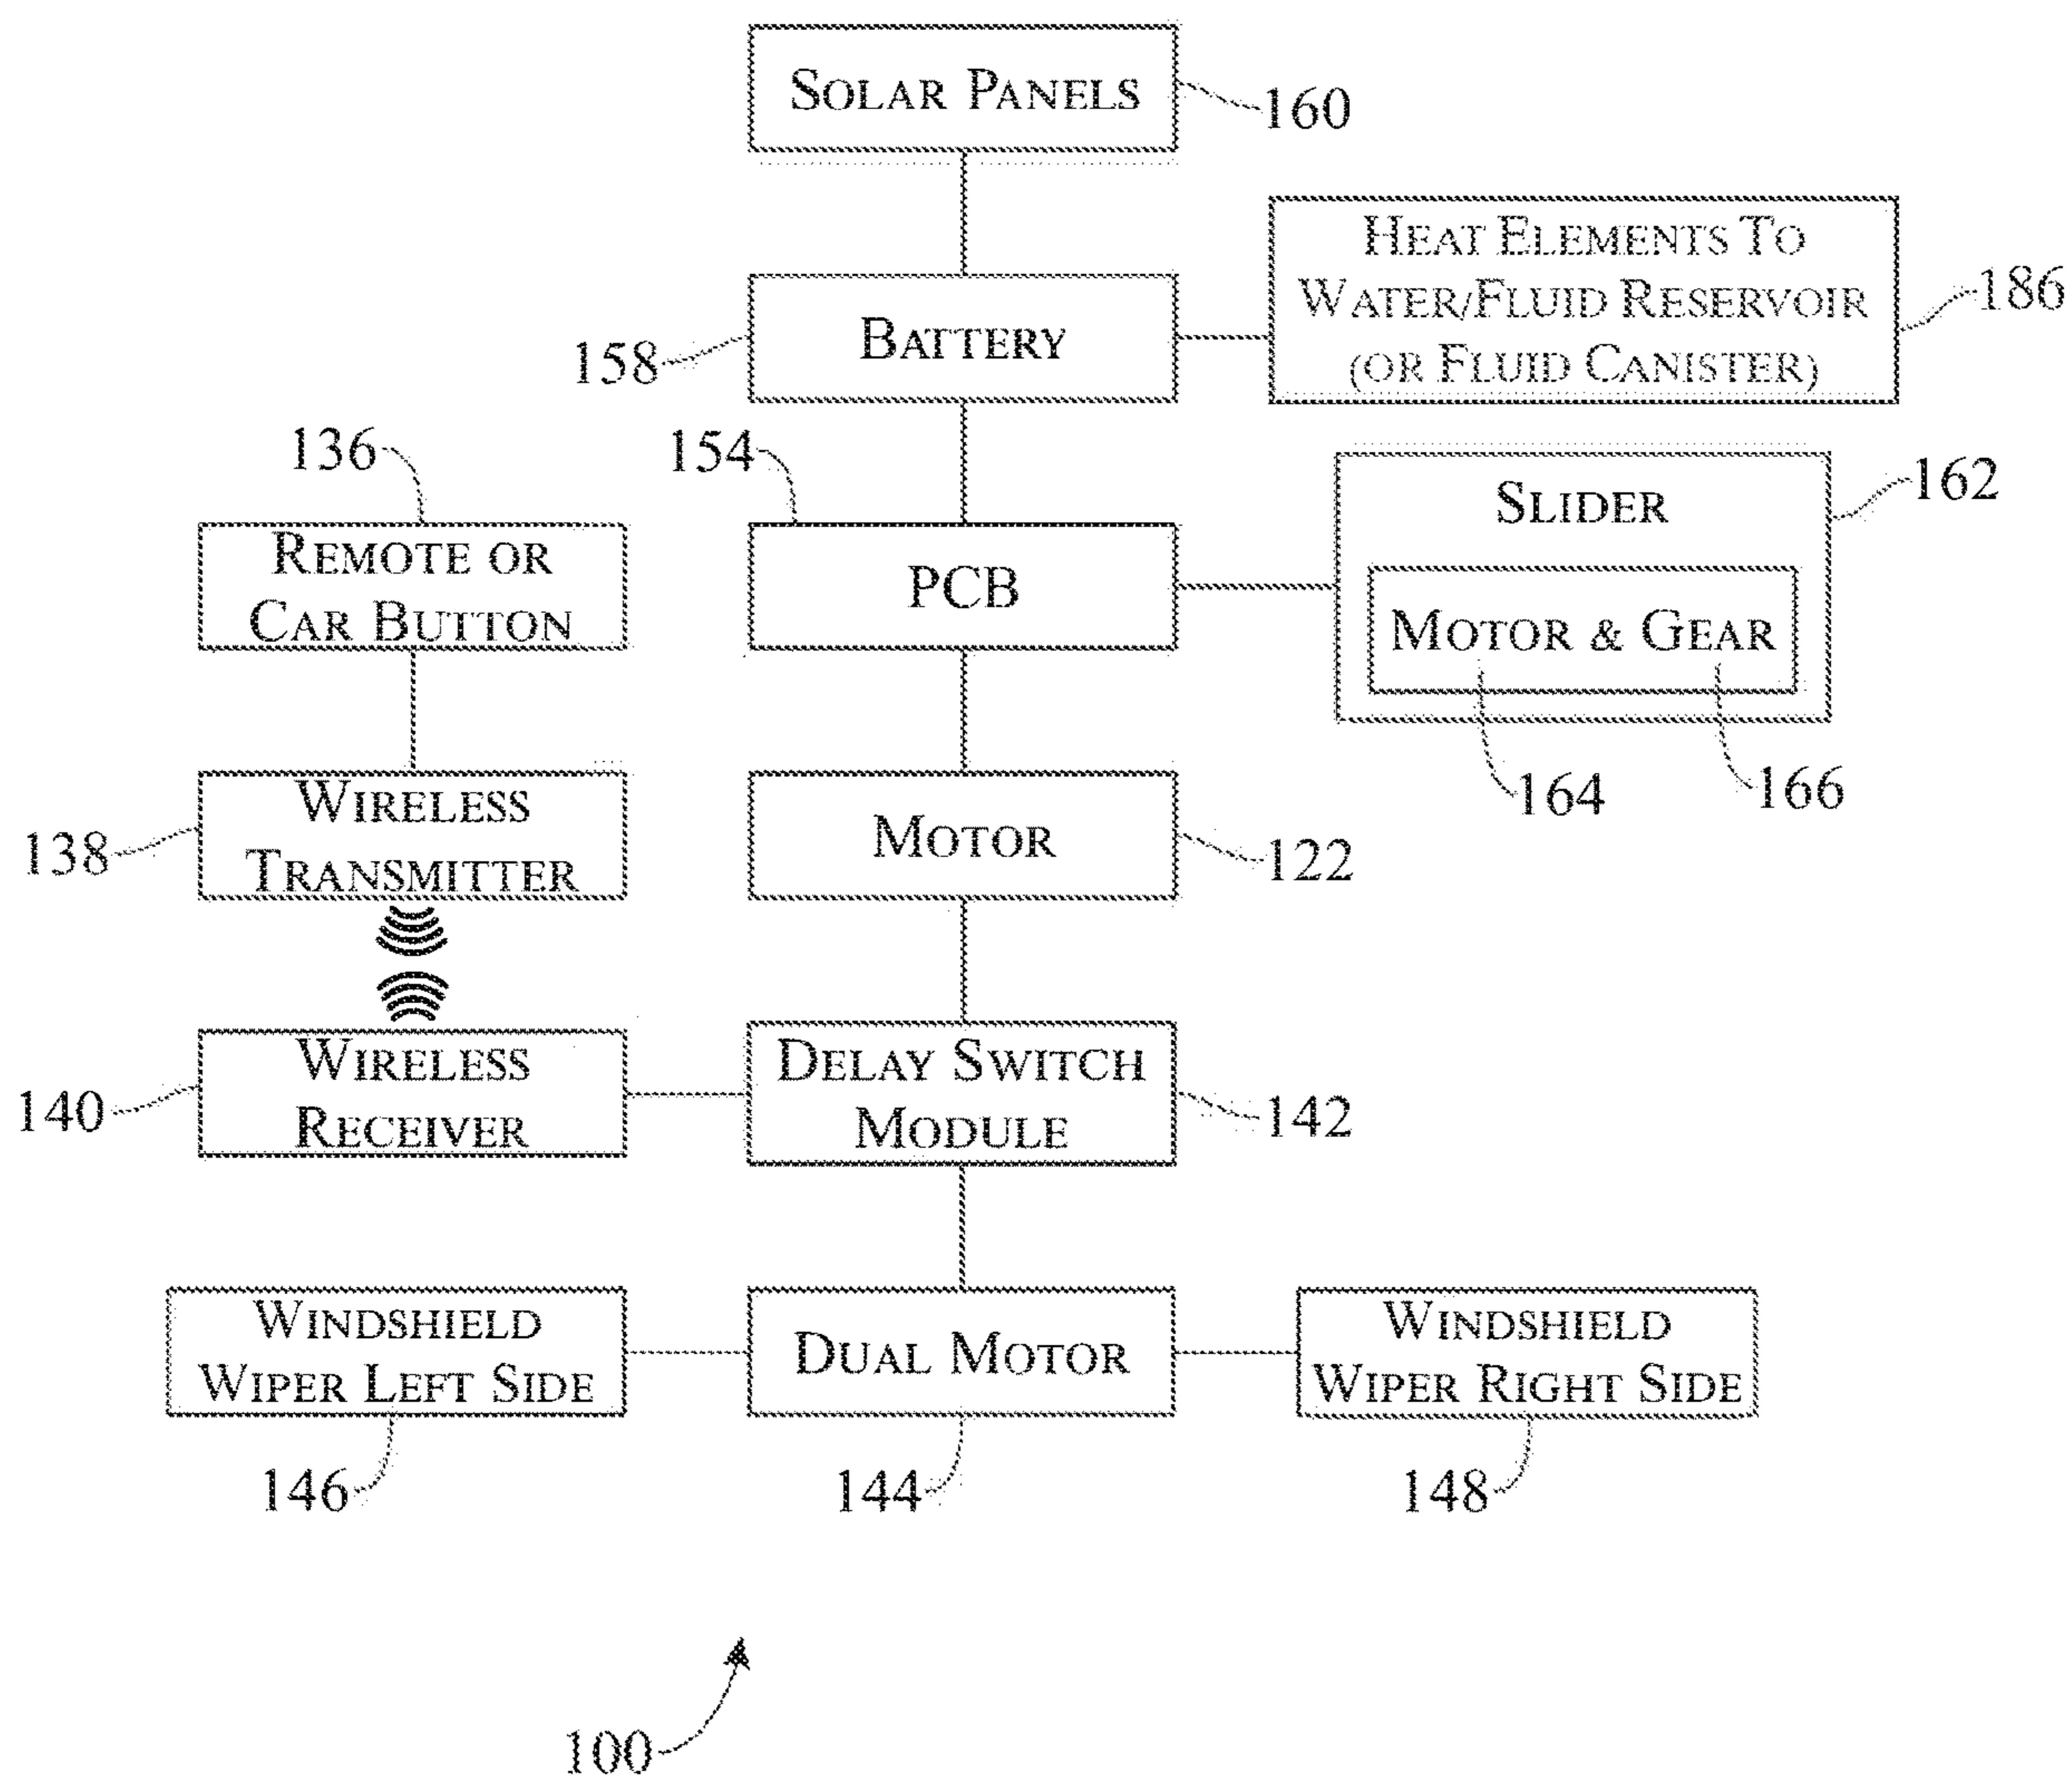 SOLAR PANELS
160
HEAT ELEMENTS TO
WATER/FLUID RESERVOIR
(OR FLUID CANISTER)
186
BATTERY
158
136
154
SLIDER
162
REMOTE OR
CAR BUTTON
PCB
MOTOR & GEAR
164
166
WIRELESS
TRANSMITTER
138
MOTOR
122
WIRELESS
RECEIVER
140
DELAY SWITCH
MODULE
142
WINDSHIELD
WIPER LEFT SIDE
DUAL MOTOR
WINDSHIELD
WIPER RIGHT SIDE
146
144
148
100